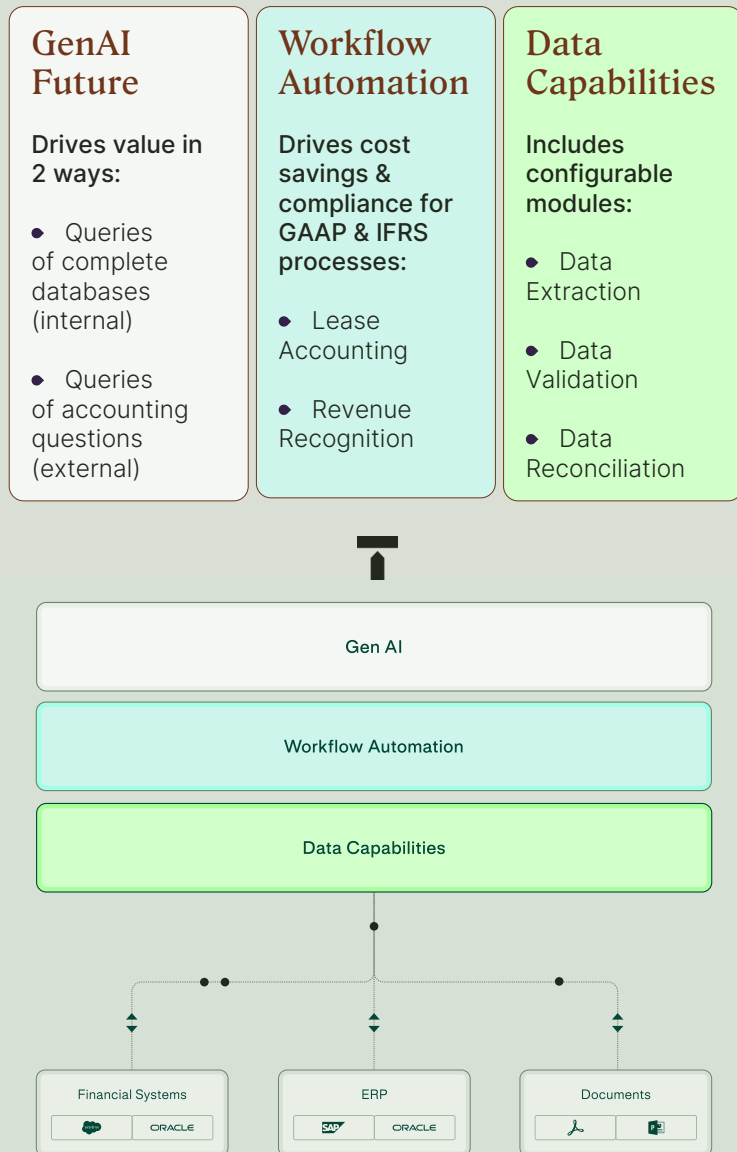 GenAI
Future
Drives value in
2 ways:
Queries
of complete
databases
(internal)
Queries
of accounting
questions
(external)
Workflow
Automation
Drives cost
savings &
compliance for
GAAP & IFRS
processes:
Lease
Accounting
Revenue
Recognition
Data
Capabilities
Includes
configurable
modules:
Data
Extraction
Data
Validation
Data
Reconciliation
Gen AI
Workflow Automation
Data Capabilities
Financial Systems
ORACLE
ERP
SAP
ORACLE
Documents
P